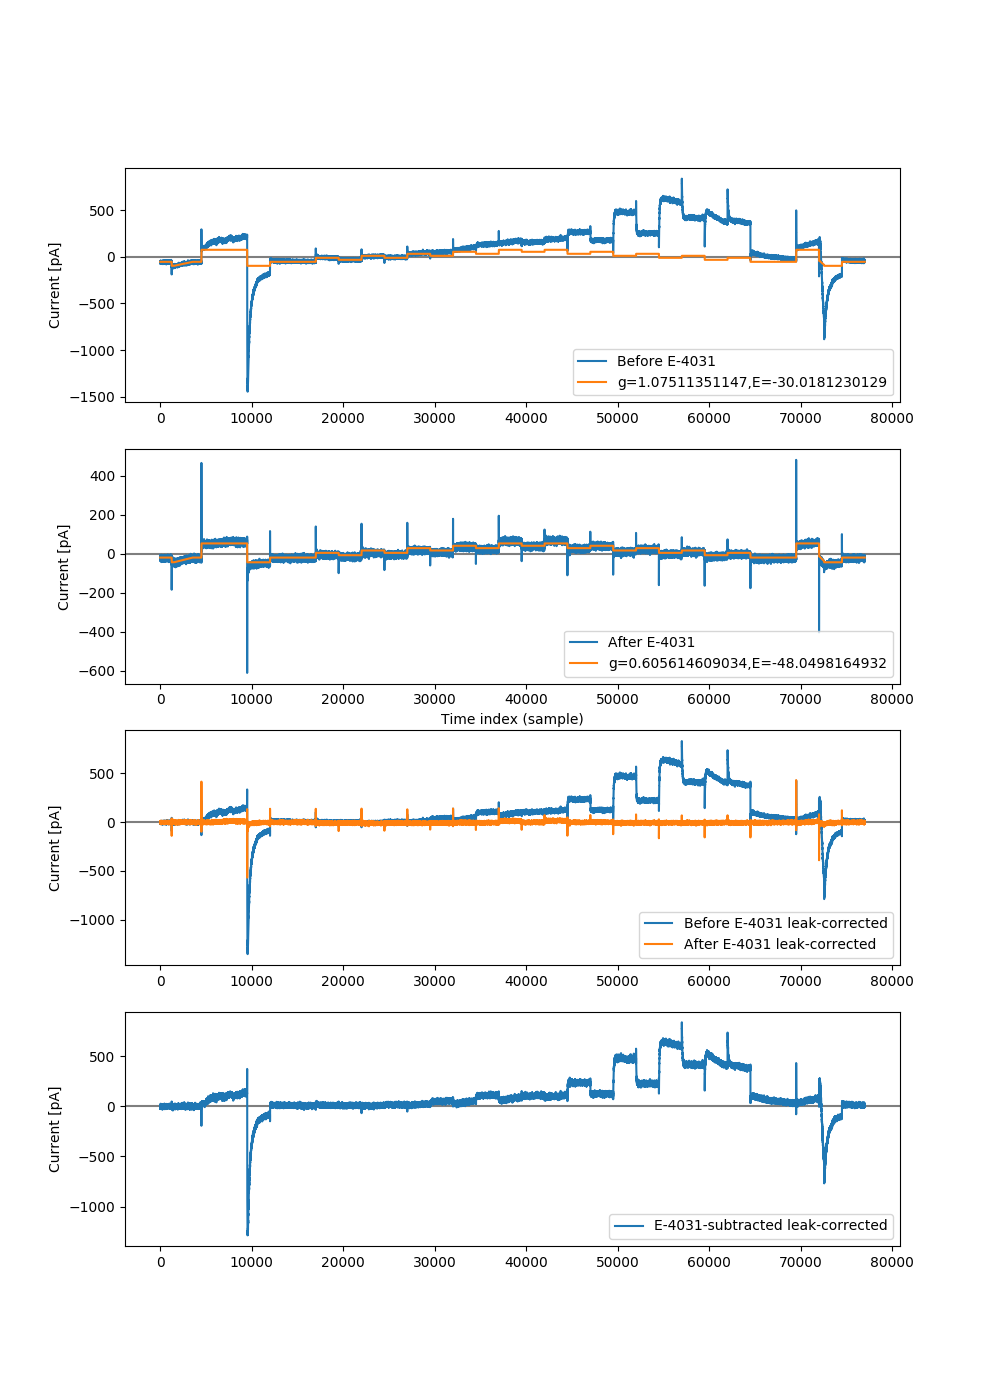 500
0
−500
−1000
−1500
Current [pA]
Before E-4031
g=1.07511351147,E=-30.0181230129
0 10000 20000 30000 40000 50000 60000 70000 80000
400
200
0
−200
−400
−600
Current [pA]
After E-4031
g=0.605614609034,E=-48.0498164932
0 10000 20000 30000 40000 50000 60000 70000 80000
Time index (sample)
500
0
−500
−1000
Current [pA]
Before E-4031 leak-corrected
After E-4031 leak-corrected
0 10000 20000 30000 40000 50000 60000 70000 80000
500
0
−500
−1000
Current [pA]
E-4031-subtracted leak-corrected
0 10000 20000 30000 40000 50000 60000 70000 80000